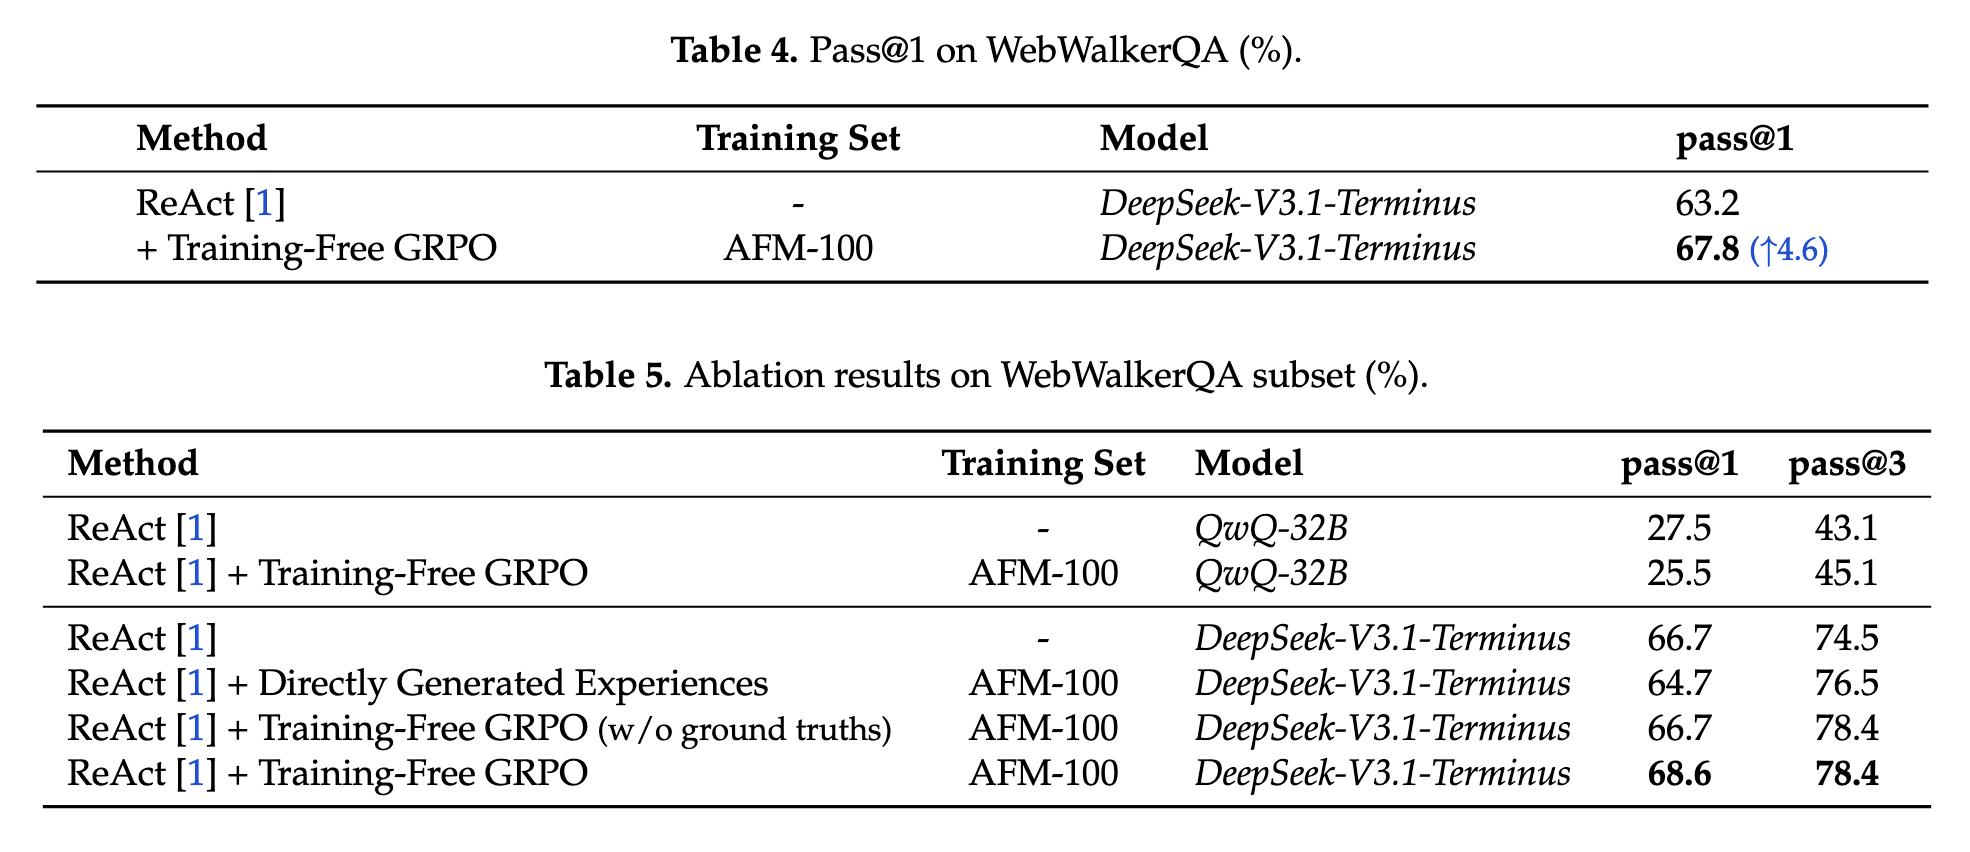 Table 4. Pass@1 on WebWalkerQA (%).
Method Training Set Model pass@1
ReAct [1] - DeepSeek-V3.1-Terminus 63.2
+ Training-Free GRPO AFM-100 DeepSeek-V3.1-Terminus 67.8 (↑4.6)
Table 5. Ablation results on WebWalkerQA subset (%).
Method Training Set Model pass@1 pass@3
ReAct [1] - QwQ-32B 27.5 43.1
ReAct [1] + Training-Free GRPO AFM-100 QwQ-32B 25.5 45.1
ReAct [1] - DeepSeek-V3.1-Terminus 66.7 74.5
ReAct [1] + Directly Generated Experiences AFM-100 DeepSeek-V3.1-Terminus 64.7 76.5
ReAct [1] + Training-Free GRPO (w/o ground truths) AFM-100 DeepSeek-V3.1-Terminus 66.7 78.4
ReAct [1] + Training-Free GRPO AFM-100 DeepSeek-V3.1-Terminus 68.6 78.4